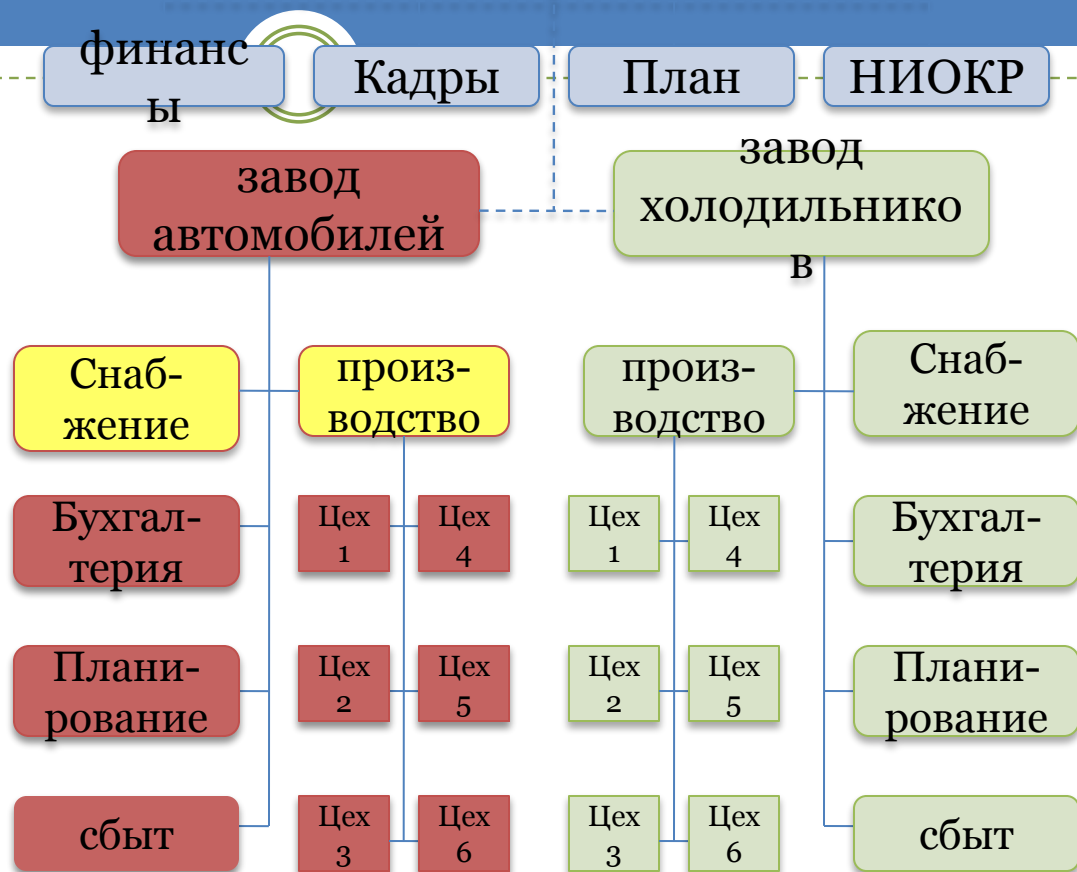 финанс
ы
Кадры
План
НИОКР
завод
автомобилей
завод
холодильнико
в
Снаб-
жение
произ-
водство
произ-
водство
Снаб-
жение
Бухгал-
терия
Цех
1
Цех
4
Цех
1
Цех
4
Бухгал-
терия
Плани-
рование
Цех
2
Цех
5
Цех
2
Цех
5
Плани-
рование
сбыт
Цех
3
Цех
6
Цех
3
Цех
6
сбыт